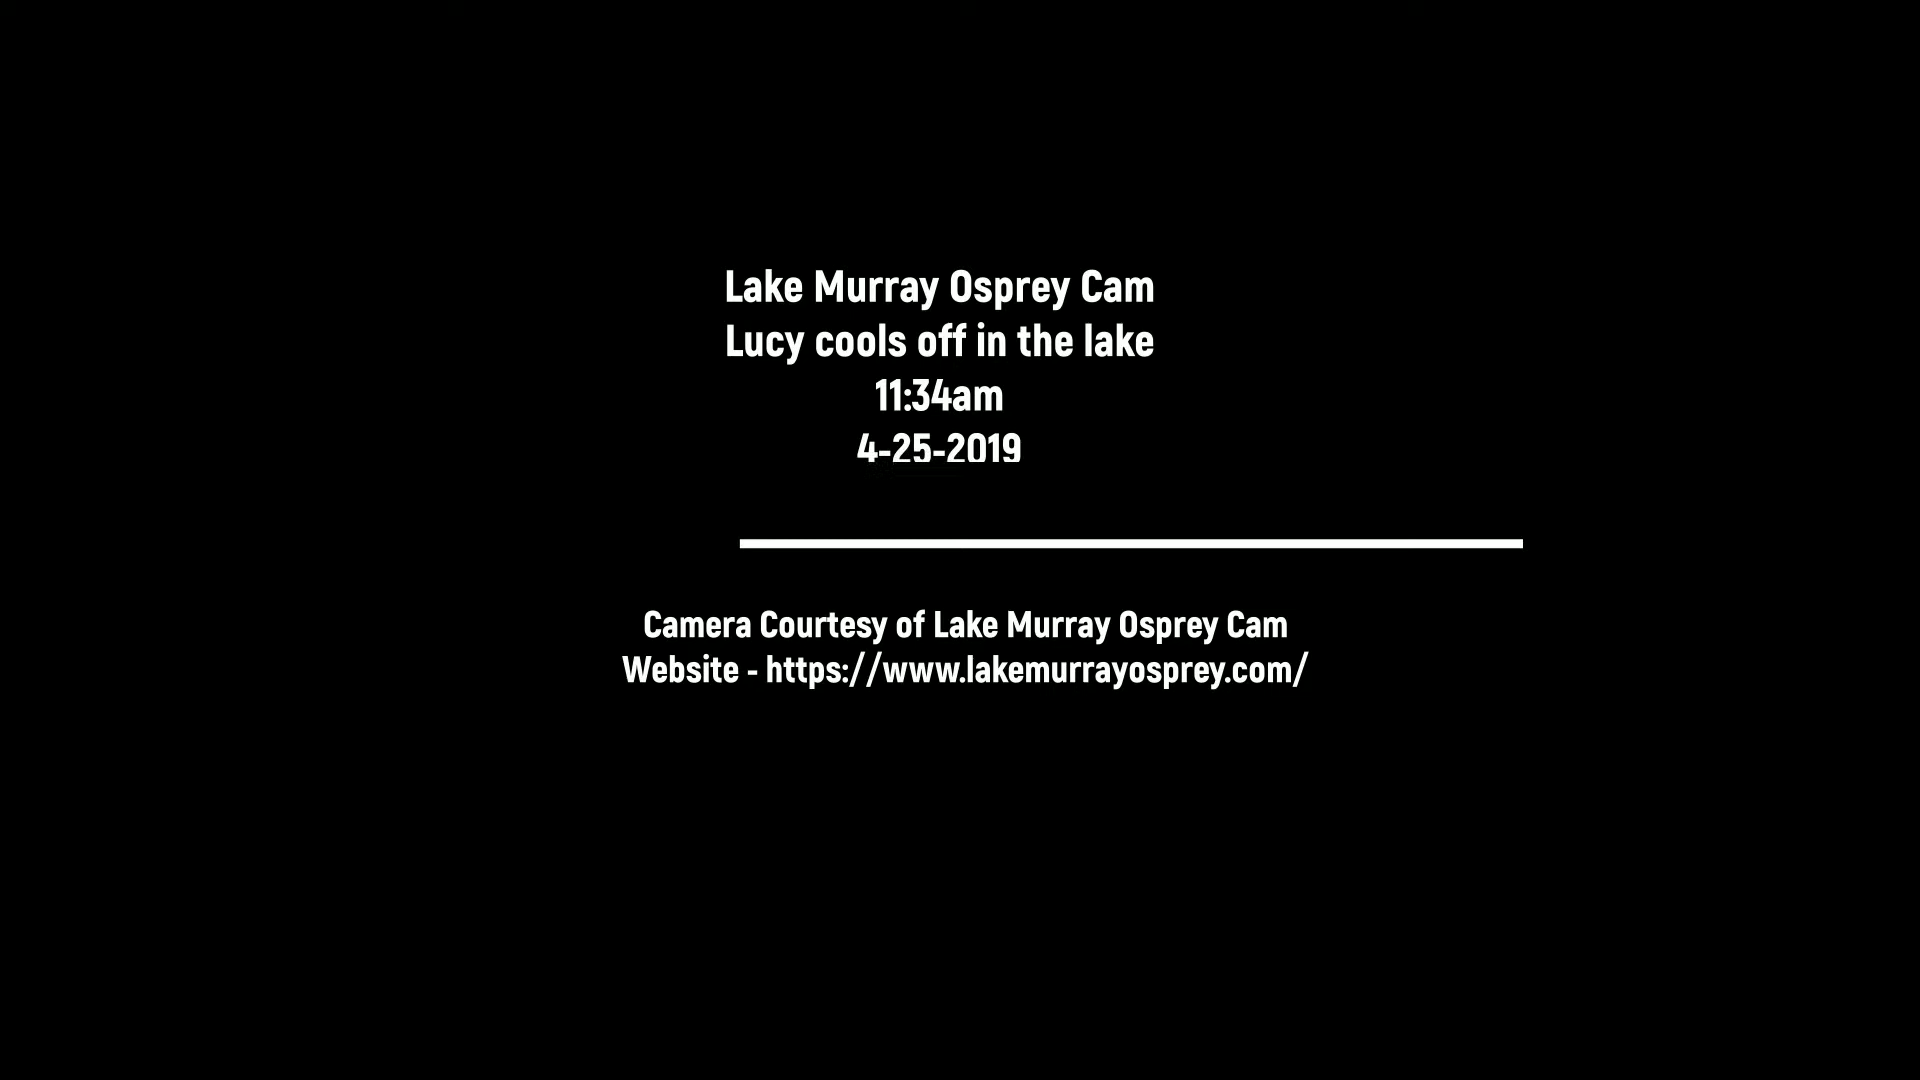 Lake Murray Osprey Cam
Lucy cools off in the lake
11:34am
4-25-2019
Camera Courtesy of Lake Murray Osprey Cam
Website - https://www.lakemurrayosprey.com/